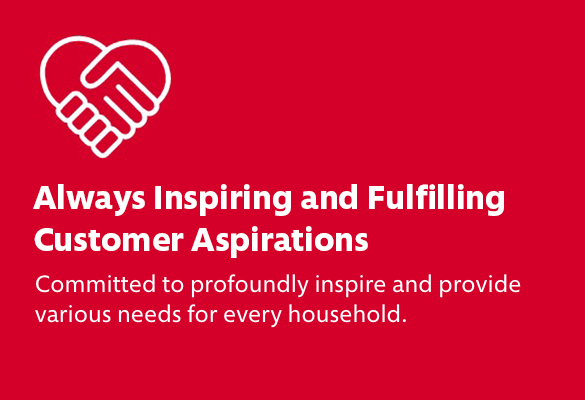 Always Inspiring and Fulfilling
Customer Aspirations
Committed to profoundly inspire and provide
various needs for every household.